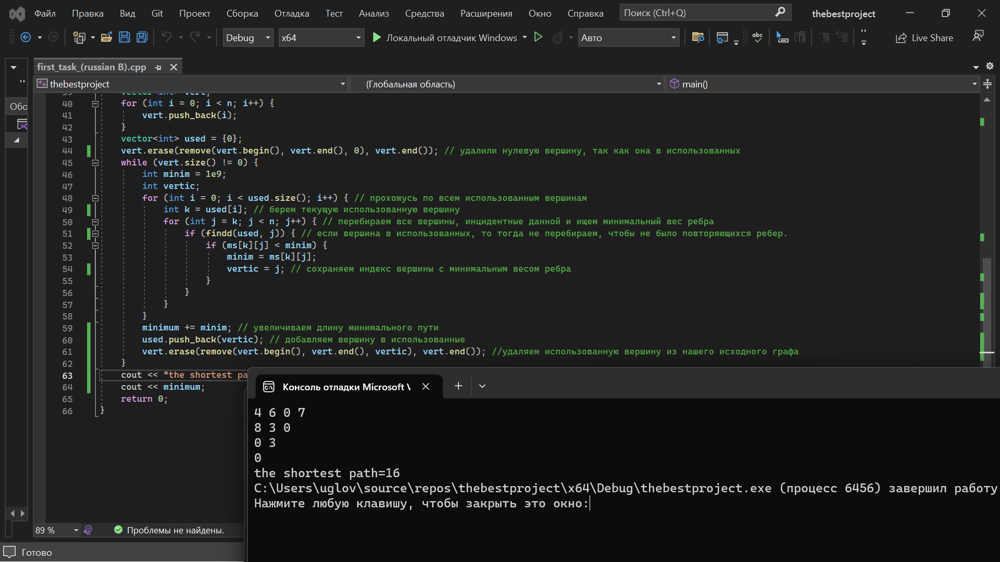 Файл Правка Вид Git Проект Сборка Отладка Тест Анализ Средства Расширения Окно Справка Поиск (Ctrl+Q) thebestproject
Debug x64 Локальный отладчик Windows Авто Live Share
first_task_(russian B).cpp
thebestproject (Глобальная область) main()
Обо
40 for (int i = 0; i < n; i++) {
41 vert.push_back(i);
42 }
43 vector<int> used = {0};
44 vert.erase(remove(vert.begin(), vert.end(), 0), vert.end()); // удалили нулевую вершину, так как она в использованных
45 while (vert.size() != 0) {
46 int minim = 1e9;
47 int vertic;
48 for (int i = 0; i < used.size(); i++) { // прохожусь по всем использованным вершинам
49 int k = used[i]; // берем текущую использованную вершину
50 for (int j = k; j < n; j++) { // перебираем все вершины, инцидентные данной и ищем минимальный вес ребра
51 if (findd(used, j)) { // если вершина в использованных, то тогда не перебираем, чтобы не было повторяющихся ребер.
52 if (ms[k][j] < minim) {
53 minim = ms[k][j];
54 vertic = j; // сохраняем индекс вершины с минимальным весом ребра
55 }
56 }
57 }
58 }
59 minimum += minim; // увеличиваем длину минимального пути
60 used.push_back(vertic); // добавляем вершину в использованные
61 vert.erase(remove(vert.begin(), vert.end(), vertic), vert.end()); //удаляем использованную вершину из нашего исходного графа
62 }
63 cout << "the shortest pa
64 cout << minimum;
65 return 0;
66 }
Консоль отладки Microsoft V
4 6 0 7
8 3 0
0 3
0
the shortest path=16
C:\Users\uglov\source\repos\thebestproject\x64\Debug\thebestproject.exe (процесс 6456) завершил работу
Нажмите любую клавишу, чтобы закрыть это окно:
89 % Проблемы не найдены.
Готово